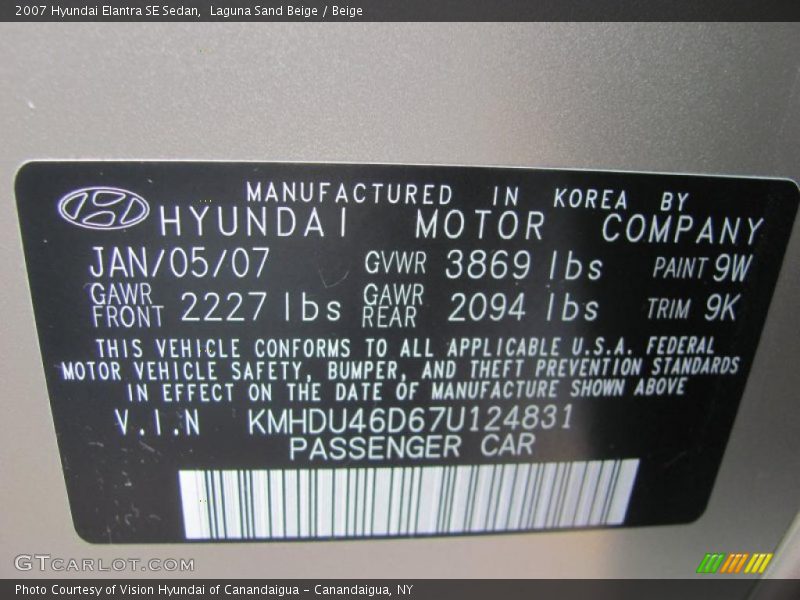 2007 Hyundai Elantra SE Sedan, Laguna Sand Beige / Beige
MANUFACTURED IN KOREA BY
HYUNDAI MOTOR COMPANY
JAN/05/07 GVWR 3869 lbs PAINT 9W
GAWR FRONT 2227 lbs GAWR REAR 2094 lbs TRIM 9K
THIS VEHICLE CONFORMS TO ALL APPLICABLE U.S.A. FEDERAL
MOTOR VEHICLE SAFETY, BUMPER, AND THEFT PREVENTION STANDARDS
IN EFFECT ON THE DATE OF MANUFACTURE SHOWN ABOVE
V.I.N KMHDU46D67U124831
PASSENGER CAR
GTCARLOT.COM
Photo Courtesy of Vision Hyundai of Canandaigua - Canandaigua, NY